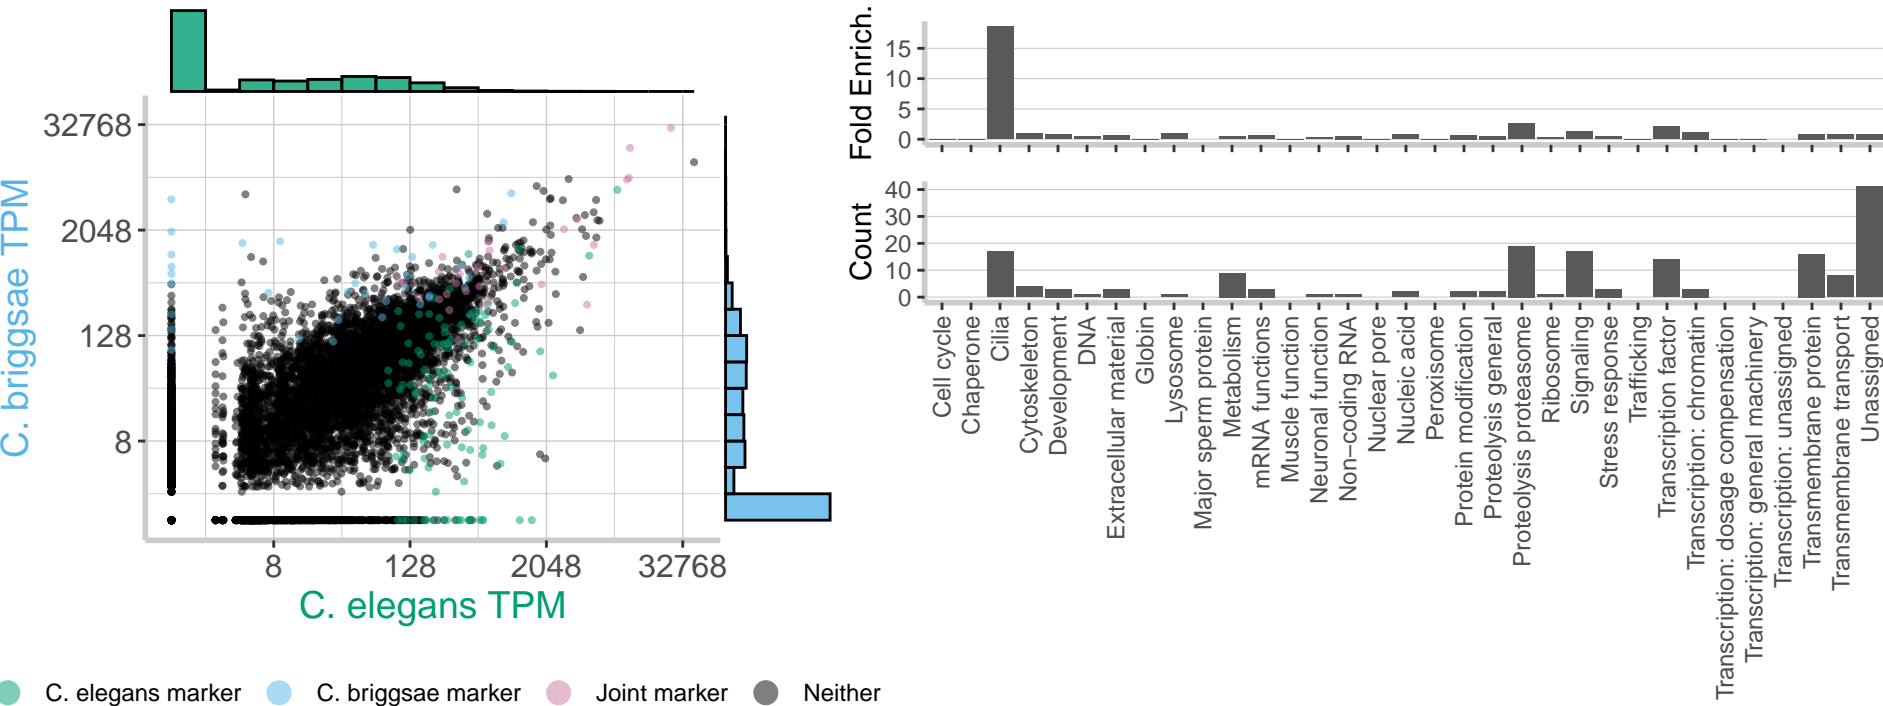 C. briggsae TPM
32768
2048
128
8
8
128
2048
32768
C. elegans TPM
C. elegans marker
C. briggsae marker
Joint marker
Neither
Fold Enrich.
15
10
5
0
Count
40
30
20
10
0
Cell cycle
Chaperone
Cilia
Cytoskeleton
Development
DNA
Extracellular material
Globin
Lysosome
Major sperm protein
Metabolism
mRNA functions
Muscle function
Neuronal function
Non−coding RNA
Nuclear pore
Nucleic acid
Peroxisome
Protein modification
Proteolysis general
Proteolysis proteasome
Ribosome
Signaling
Stress response
Trafficking
Transcription factor
Transcription: chromatin
Transcription: dosage compensation
Transcription: general machinery
Transcription: unassigned
Transmembrane protein
Transmembrane transport
Unassigned